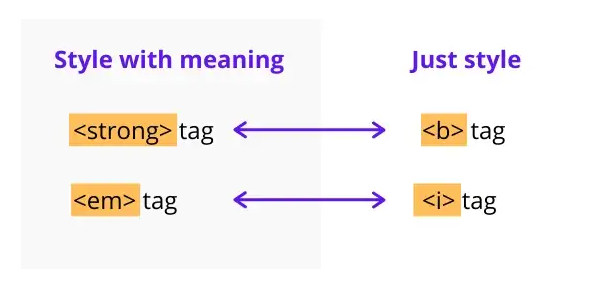 Style with meaning Just style
<strong> tag <b> tag
<em> tag <i> tag